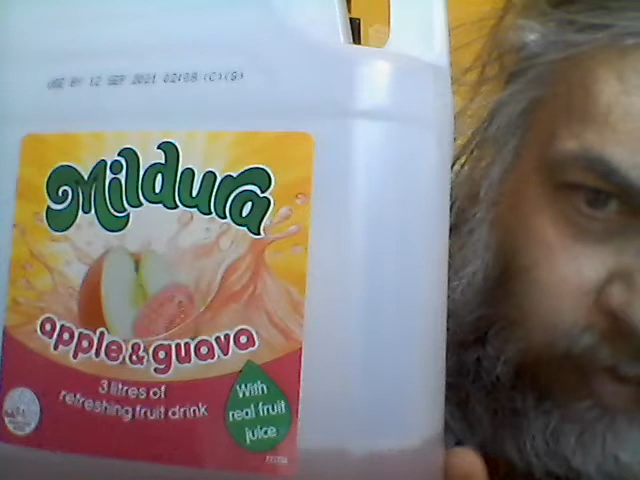 USE BY 12 SEP 2021 02:08 (C)(S)
Mildura
apple & guava
3 litres of
refreshing fruit drink
With
real fruit
juice